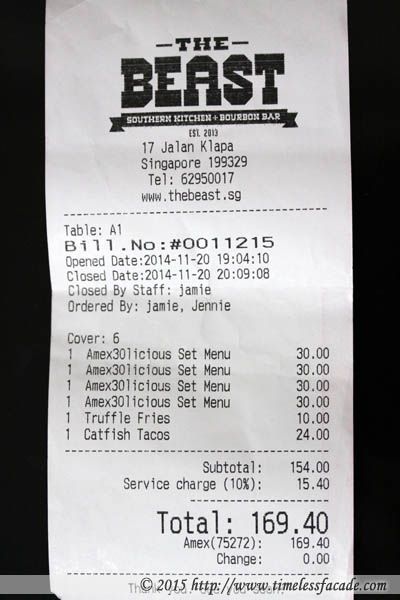 THE
BEAST
SOUTHERN KITCHEN + BOURBON BAR
EST. 2013
17 Jalan Klapa
Singapore 199329
Tel: 62950017
www.thebeast.sg
Table: A1
Bill.No:#0011215
Opened Date:2014-11-20 19:04:10
Closed Date:2014-11-20 20:09:08
Closed By Staff: jamie
Ordered By: jamie, Jennie
Cover: 6
1 Amex30licious Set Menu 30.00
1 Amex30licious Set Menu 30.00
1 Amex30licious Set Menu 30.00
1 Amex30licious Set Menu 30.00
1 Truffle Fries 10.00
1 Catfish Tacos 24.00
Subtotal: 154.00
Service charge (10%): 15.40
Total: 169.40
Amex(75272): 169.40
Change: 0.00
Thank you.
© 2015 http://www.timelessfacade.com